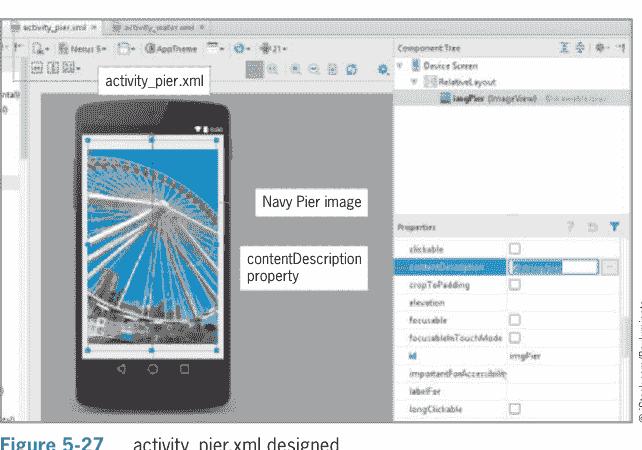 activity_pier.xml × activity_water.xml ×
Nexus 5 AppTheme 21
Component Tree
Device Screen
RelativeLayout
imgPier (ImageView)
activity_pier.xml
Navy Pier image
contentDescription
property
Properties
clickable
contentDescription
cropToPadding
elevation
focusable
focusableInTouchMode
id imgPier
importantForAccessibility
labelFor
longClickable
Figure 5-27 activity_pier.xml designed